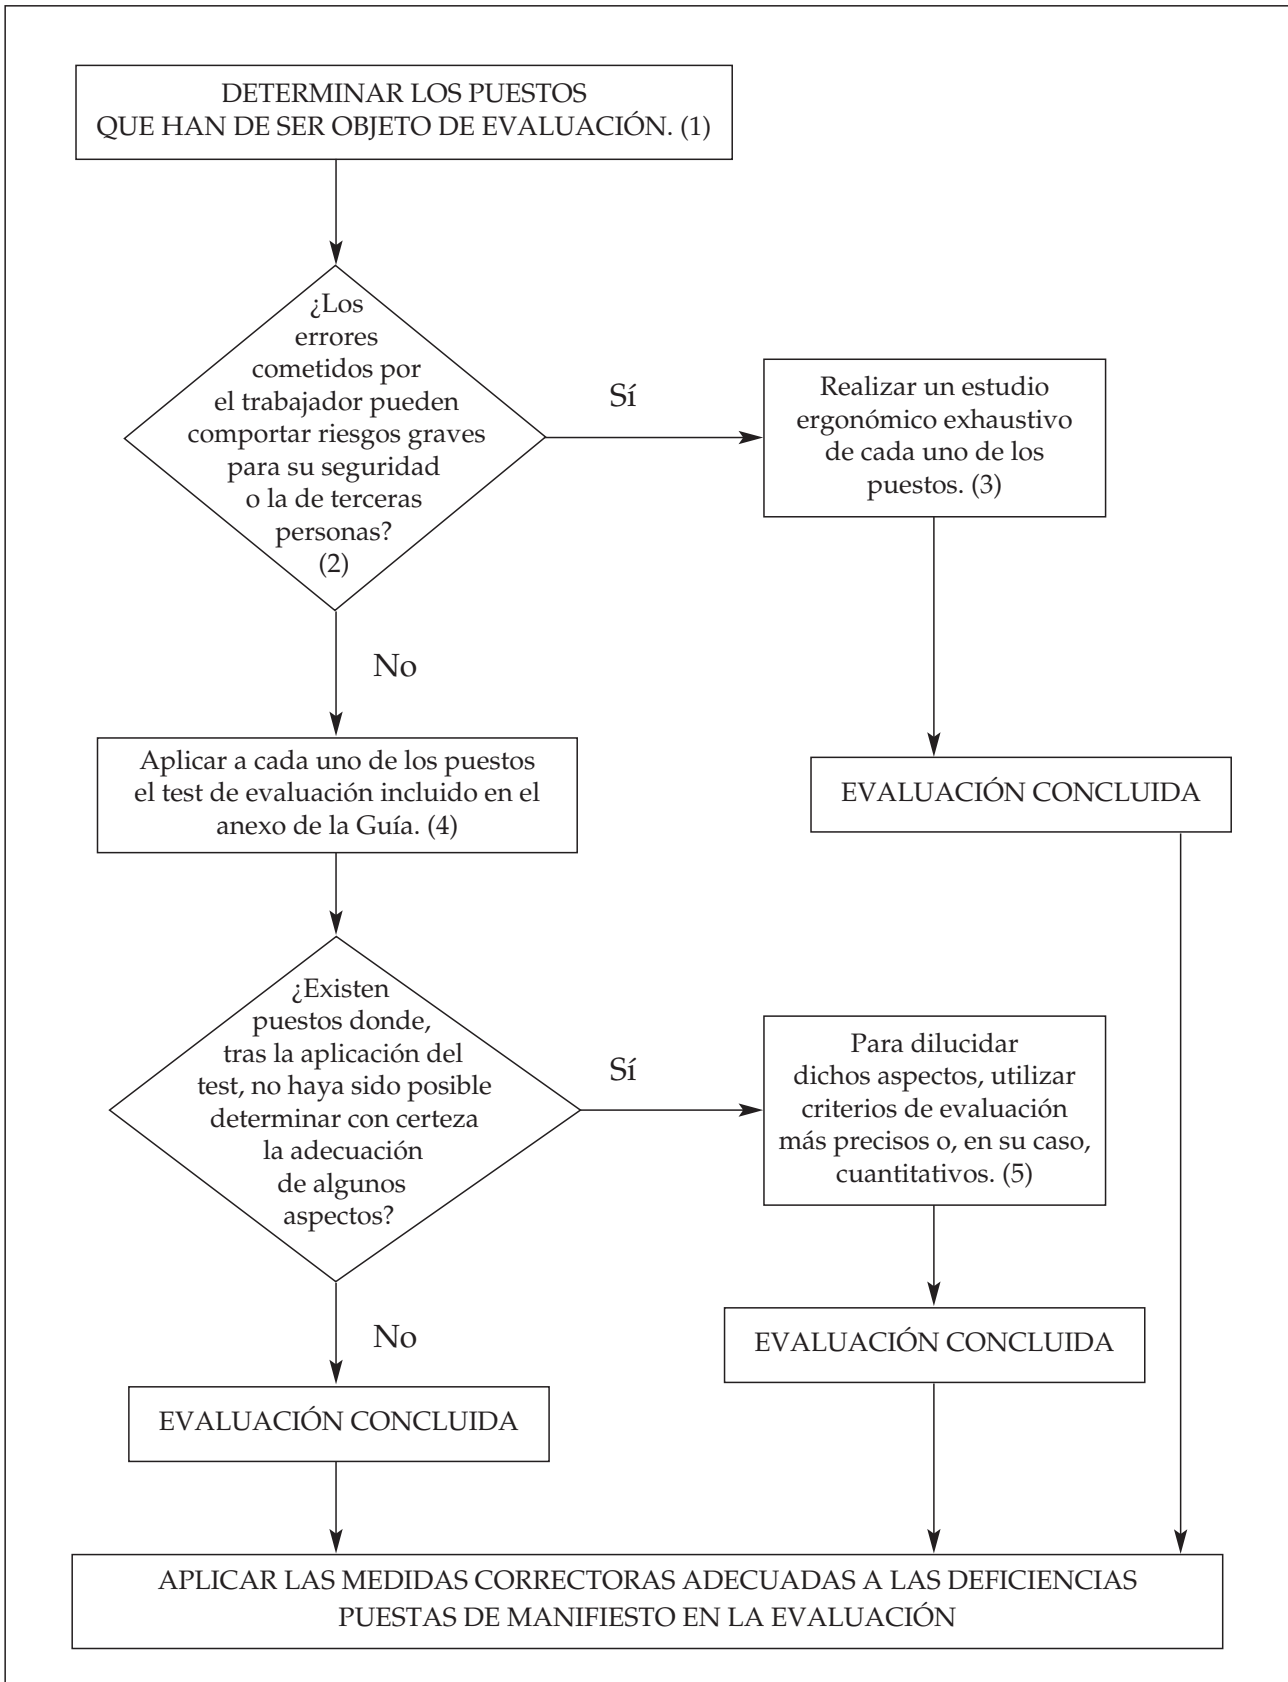 DETERMINAR LOS PUESTOS
QUE HAN DE SER OBJETO DE EVALUACIÓN. (1)
¿Los
errores
cometidos por
el trabajador pueden
comportar riesgos graves
para su seguridad
o la de terceras
personas?
(2)
Sí
Realizar un estudio
ergonómico exhaustivo
de cada uno de los
puestos. (3)
No
Aplicar a cada uno de los puestos
el test de evaluación incluido en el
anexo de la Guía. (4)
EVALUACIÓN CONCLUIDA
¿Existen
puestos donde,
tras la aplicación del
test, no haya sido posible
determinar con certeza
la adecuación
de algunos
aspectos?
Sí
Para dilucidar
dichos aspectos, utilizar
criterios de evaluación
más precisos o, en su caso,
cuantitativos. (5)
No
EVALUACIÓN CONCLUIDA
EVALUACIÓN CONCLUIDA
APLICAR LAS MEDIDAS CORRECTORAS ADECUADAS A LAS DEFICIENCIAS
PUESTAS DE MANIFIESTO EN LA EVALUACIÓN